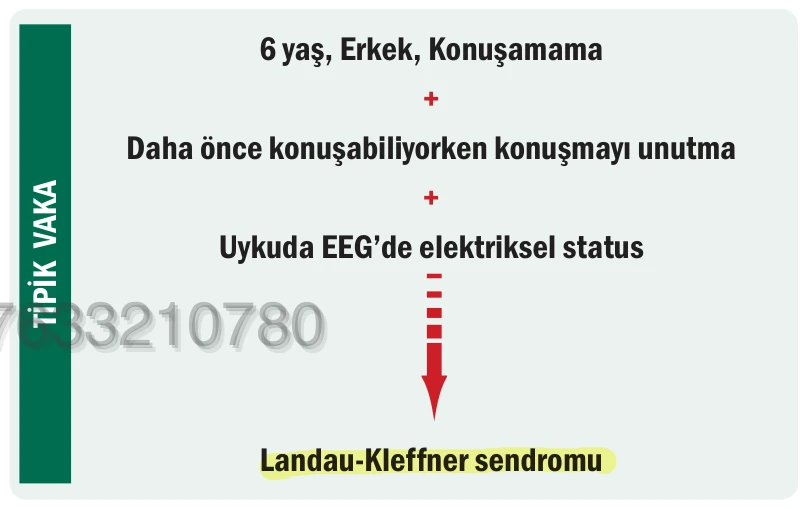 TİPİK VAKA
6 yaş, Erkek, Konuşamama
+
Daha önce konuşabiliyorken konuşmayı unutma
+
Uykuda EEG’de elektriksel status
7633210780
Landau-Kleffner sendromu